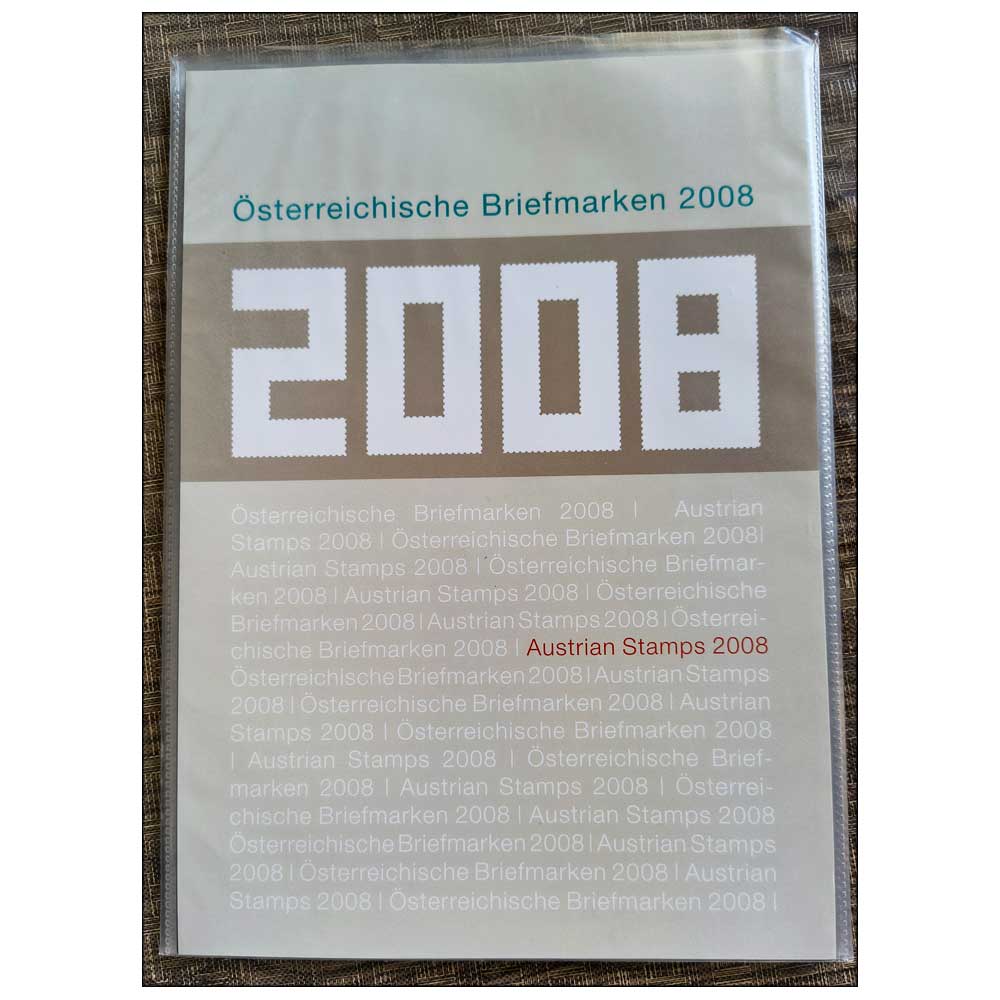 Österreichische Briefmarken 2008
2008
Österreichische Briefmarken 2008 | Austrian
Stamps 2008 | Österreichische Briefmarken 2008|
Austrian Stamps 2008 | Österreichische Briefmar-
ken 2008 | Austrian Stamps 2008 | Österreichische
Briefmarken 2008 | Austrian Stamps 2008 | Österrei-
chische Briefmarken 2008 | Austrian Stamps 2008
Österreichische Briefmarken 2008 | Austrian Stamps
2008 | Österreichische Briefmarken 2008 | Austrian
Stamps 2008 | Österreichische Briefmarken 2008
| Austrian Stamps 2008 | Österreichische Brief-
marken 2008 | Austrian Stamps 2008 | Österrei-
chische Briefmarken 2008 | Austrian Stamps 2008
Österreichische Briefmarken 2008 | Austrian Stamps
2008 | Österreichische Briefmarken 2008 | Austrian
Stamps 2008 | Österreichische Briefmarken 2008 |